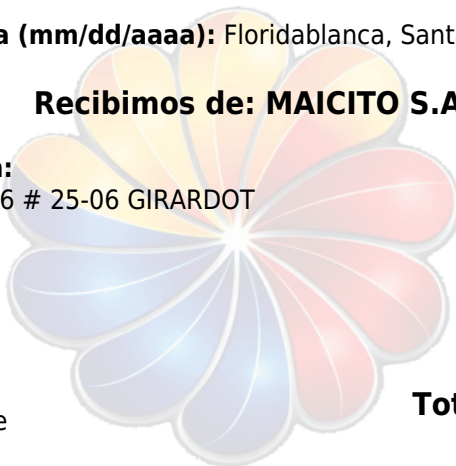 a (mm/dd/aaaa): Floridablanca, Sant
Recibimos de: MAICITO S.A
:
6 # 25-06 GIRARDOT
Tot
e